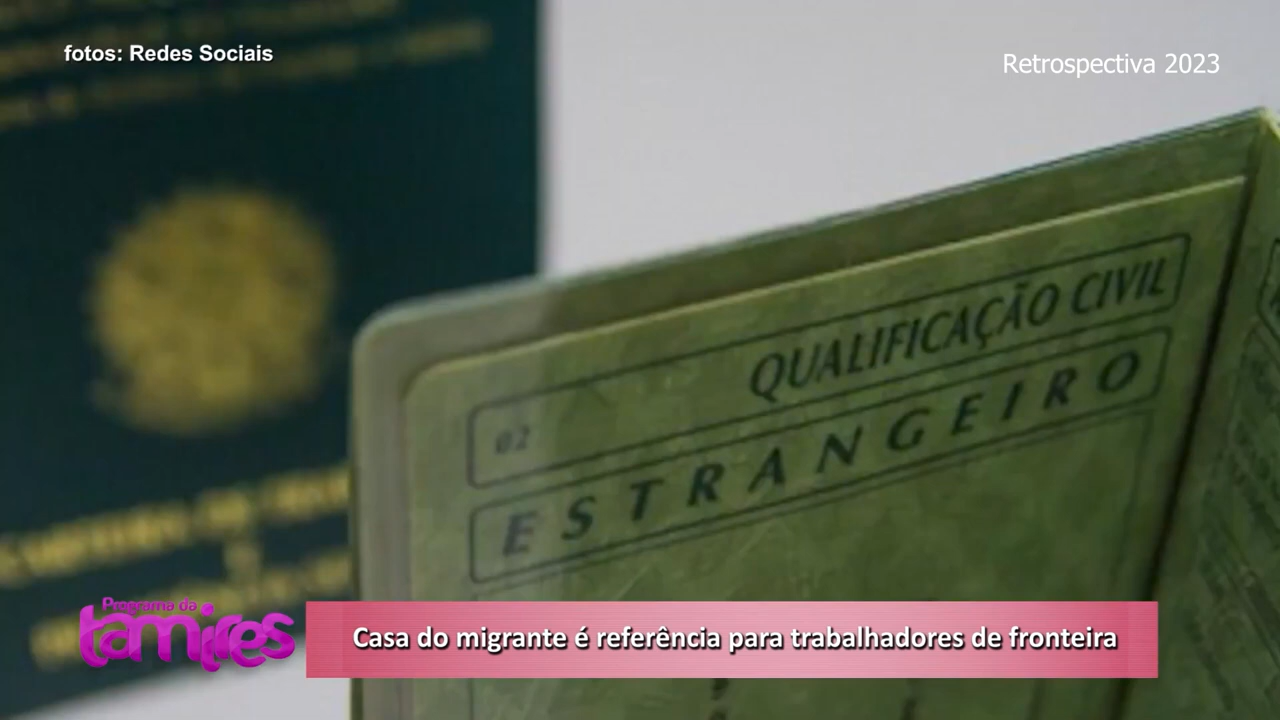 fotos: Redes Sociais
Retrospectiva 2023
QUALIFICAÇÃO CIVIL
02
ESTRANGEIRO
Programa da
tamires
Casa do migrante é referência para trabalhadores de fronteira